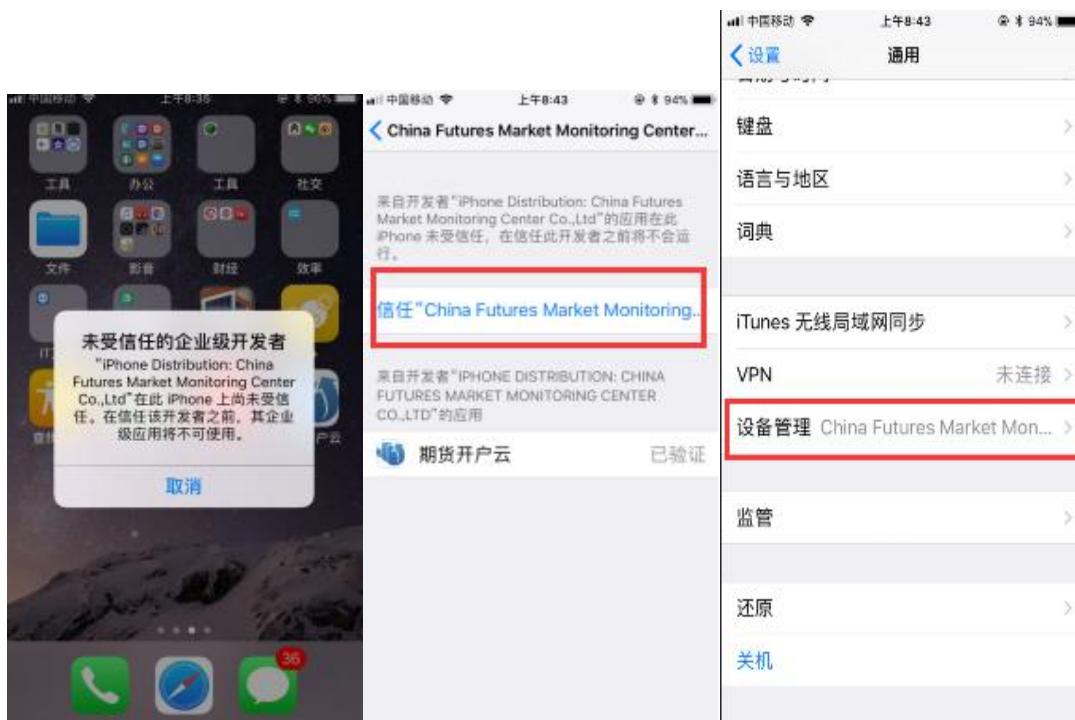 中国移动
上午8:36
90%
工具
办公
工具
社交
文件
影音
财经
效率
未受信任的企业级开发者
"iPhone Distribution: China
Futures Market Monitoring Center
Co.,Ltd"在此 iPhone 上尚未受信
任。在信任该开发者之前，其企业
级应用将不可使用。
取消
36
中国移动
上午8:43
94%
China Futures Market Monitoring Center...
来自开发者"iPhone Distribution: China Futures
Market Monitoring Center Co.,Ltd"的应用在此
iPhone 未受信任，在信任此开发者之前将不会运
行。
信任"China Futures Market Monitoring...
来自开发者"IPHONE DISTRIBUTION: CHINA
FUTURES MARKET MONITORING CENTER
CO.,LTD"的应用
期货开户云
已验证
中国移动
上午8:43
94%
设置
通用
键盘
语言与地区
词典
iTunes 无线局域网同步
VPN
未连接
设备管理 China Futures Market Mon...
监管
还原
关机